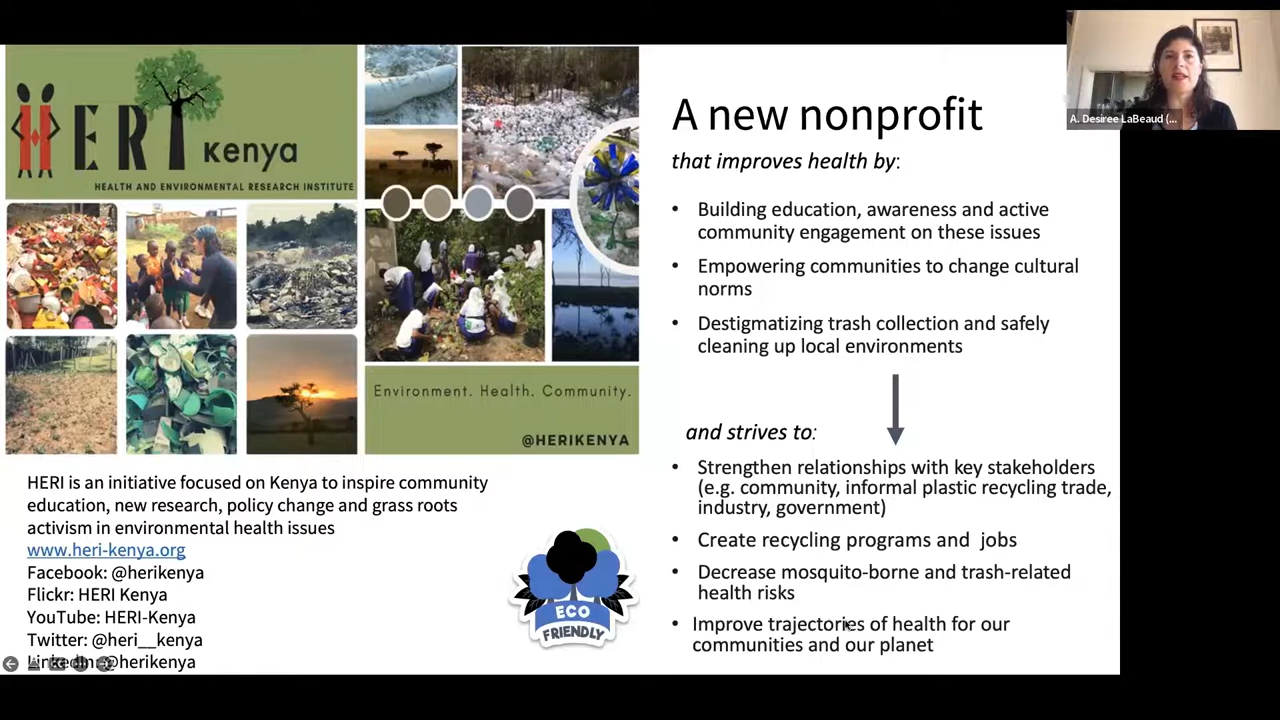 HERI Kenya
HEALTH AND ENVIRONMENTAL RESEARCH INSTITUTE
Environment. Health. Community.
@HERIKENYA
HERI is an initiative focused on Kenya to inspire community
education, new research, policy change and grass roots
activism in environmental health issues
www.heri-kenya.org
Facebook: @herikenya
Flickr: HERI Kenya
YouTube: HERI-Kenya
Twitter: @heri__kenya
LinkedIn: @herikenya
ECO
FRIENDLY
A new nonprofit
that improves health by:
• Building education, awareness and active
community engagement on these issues
• Empowering communities to change cultural
norms
• Destigmatizing trash collection and safely
cleaning up local environments
and strives to:
• Strengthen relationships with key stakeholders
(e.g. community, informal plastic recycling trade,
industry, government)
• Create recycling programs and jobs
• Decrease mosquito-borne and trash-related
health risks
• Improve trajectories of health for our
communities and our planet
A. Desiree LaBeaud (...